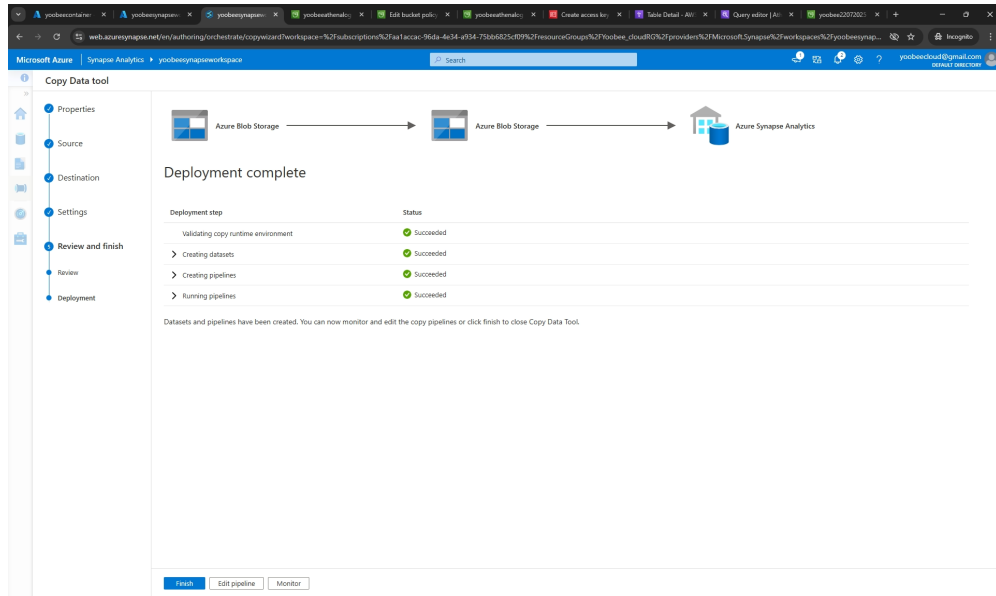 yoobeecontainer
yoobeesynapsew
yoobeesynapsew
yoobeeathenalog
Edit bucket policy
yoobeeathenalog
Create access key
Table Detail - AWS
Query editor | Ath
yoobee22072025
web.azuresynapse.net/en/authoring/orchestrate/copywizard?workspace=%2Fsubscriptions%2Faa1accac-96da-4e34-a934-75bb6825cf09%2FresourceGroups%2FYoobee_cloudRG%2Fproviders%2FMicrosoft.Synapse%2Fworkspaces%2Fyoobeesynap...
Incognito
Microsoft Azure | Synapse Analytics ▸ yoobeesynapseworkspace
Search
1
2
yoobeecloud@gmail.com
DEFAULT DIRECTORY
Copy Data tool
Properties
Source
Destination
Settings
5 Review and finish
Review
Deployment
Azure Blob Storage
Azure Blob Storage
Azure Synapse Analytics
Deployment complete
Deployment step Status
Validating copy runtime environment Succeeded
Creating datasets Succeeded
Creating pipelines Succeeded
Running pipelines Succeeded
Datasets and pipelines have been created. You can now monitor and edit the copy pipelines or click finish to close Copy Data Tool.
Finish Edit pipeline Monitor